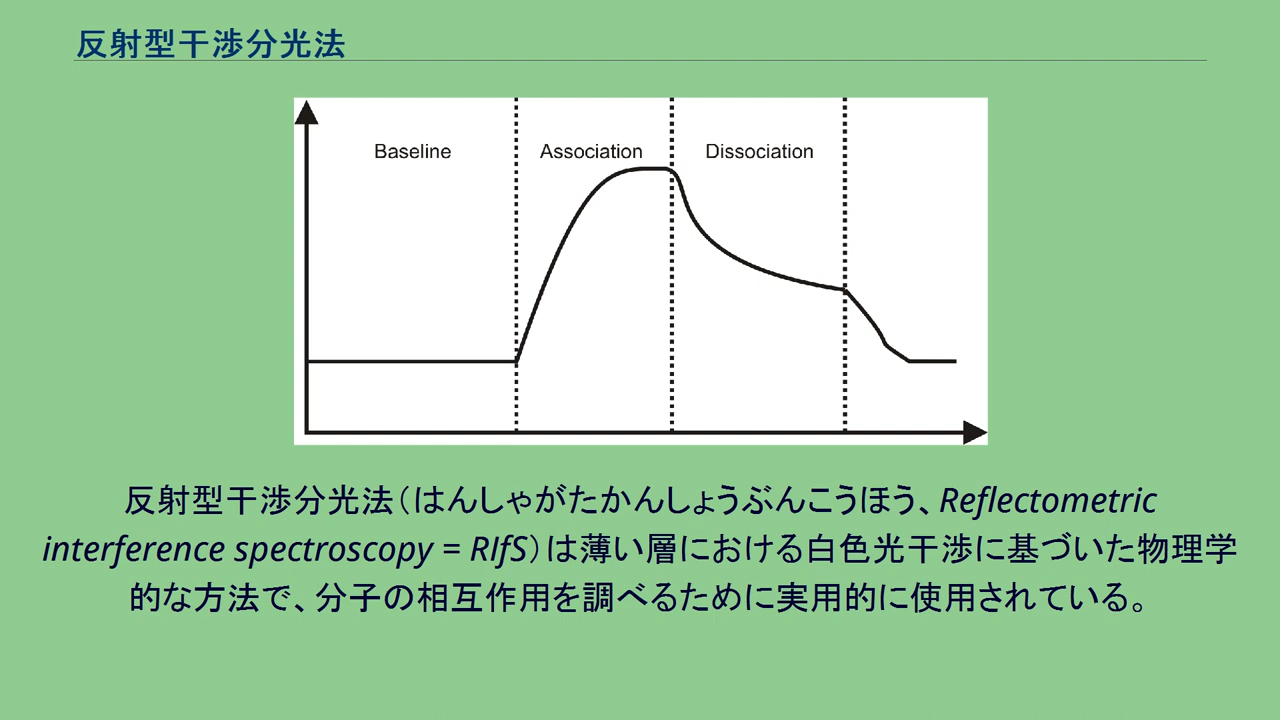 反射型干渉分光法
Baseline
Association
Dissociation
反射型干渉分光法（はんしゃがたかんしょうぶんこうほう、Reflectometric
interference spectroscopy = RIfS）は薄い層における白色光干渉に基づいた物理学
的な方法で、分子の相互作用を調べるために実用的に使用されている。